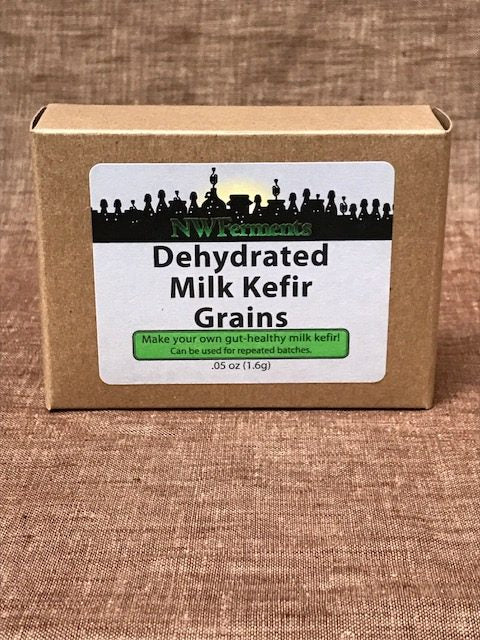 NWFerments
Dehydrated
Milk Kefir
Grains
Make your own gut-healthy milk kefir!
Can be used for repeated batches.
.05 oz (1.6g)